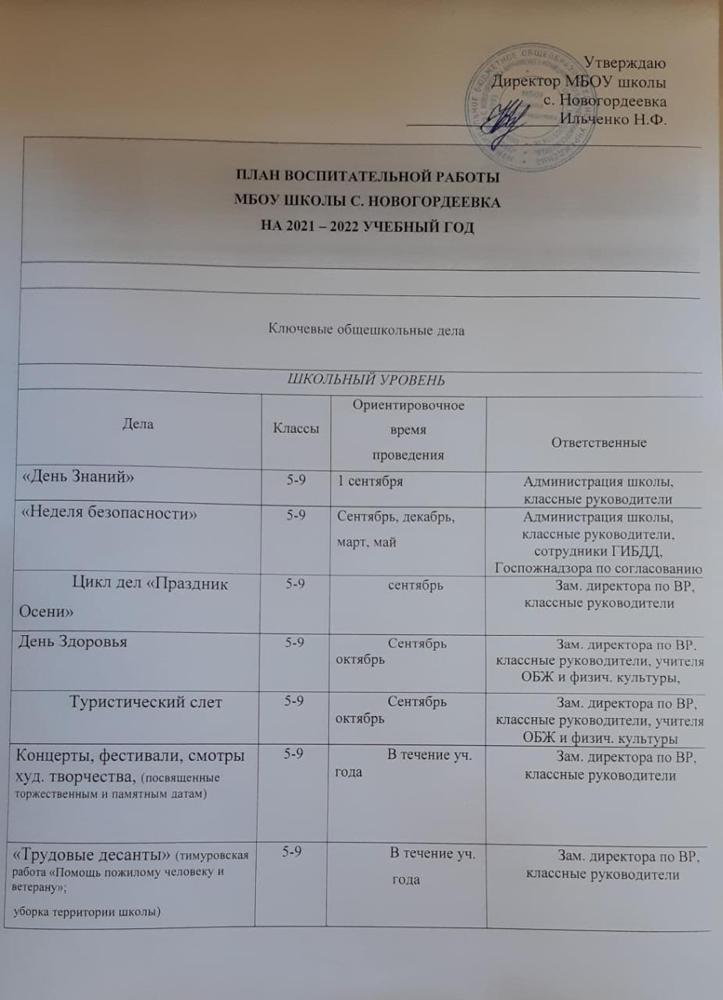 Утверждаю
Директор МБОУ школы
с. Новогордеевка
Ильченко Н.Ф.
ПЛАН ВОСПИТАТЕЛЬНОЙ РАБОТЫ
МБОУ ШКОЛЫ С. НОВОГОРДЕЕВКА
НА 2021 – 2022 УЧЕБНЫЙ ГОД
Ключевые общешкольные дела
ШКОЛЬНЫЙ УРОВЕНЬ
Дела
Классы
Ориентировочное
время
проведения
Ответственные
«День Знаний»
5-9
1 сентября
Администрация школы,
классные руководители
«Неделя безопасности»
5-9
Сентябрь, декабрь,
март, май
Администрация школы,
классные руководители,
сотрудники ГИБДД,
Госпожнадзора по согласованию
Цикл дел «Праздник
Осени»
5-9
сентябрь
Зам. директора по ВР,
классные руководители
День Здоровья
5-9
Сентябрь
октябрь
Зам. директора по ВР,
классные руководители, учителя
ОБЖ и физич. культуры,
Туристический слет
5-9
Сентябрь
октябрь
Зам. директора по ВР,
классные руководители, учителя
ОБЖ и физич. культуры
Концерты, фестивали, смотры
худ. творчества, (посвященные
торжественным и памятным датам)
5-9
В течение уч.
года
Зам. директора по ВР,
классные руководители
«Трудовые десанты» (тимуровская
работа «Помощь пожилому человеку и
ветерану»;
уборка территории школы)
5-9
В течение уч.
года
Зам. директора по ВР,
классные руководители